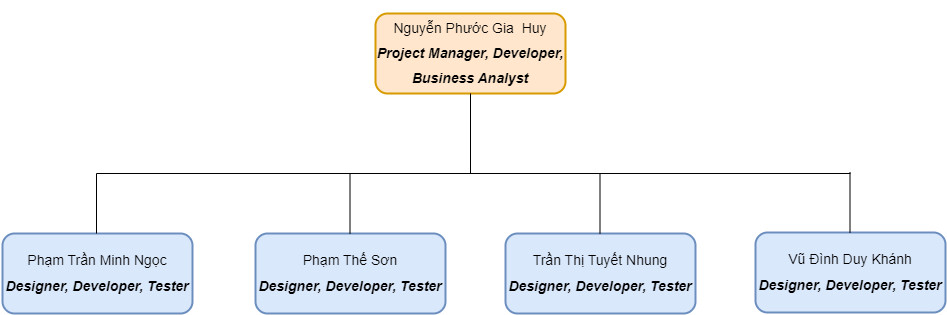 Nguyễn Phước Gia Huy
Project Manager, Developer,
Business Analyst
Phạm Trần Minh Ngọc
Designer, Developer, Tester
Phạm Thế Sơn
Designer, Developer, Tester
Trần Thị Tuyết Nhung
Designer, Developer, Tester
Vũ Đình Duy Khánh
Designer, Developer, Tester